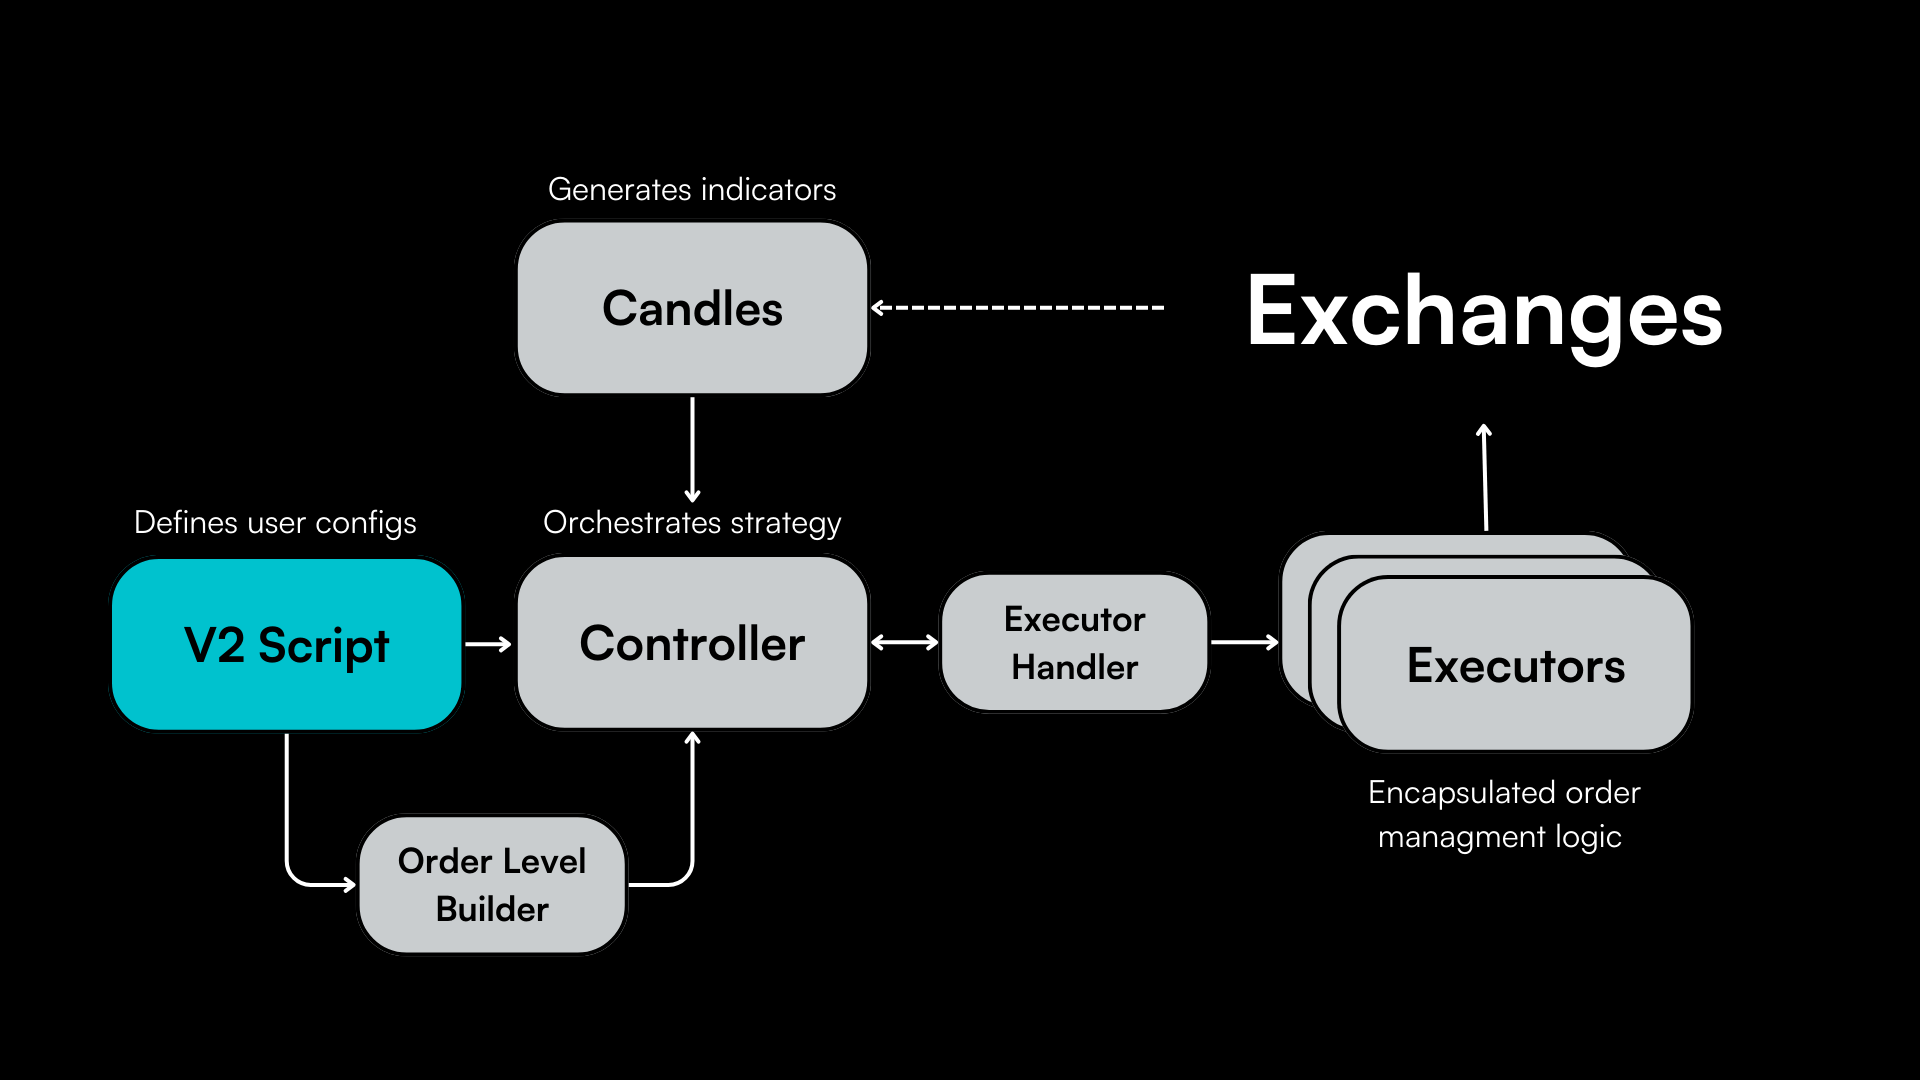 Generates indicators
Candles
Exchanges
Defines user configs
Orchestrates strategy
V2 Script
Controller
Executor
Handler
Executors
Encapsulated order
managment logic
Order Level
Builder